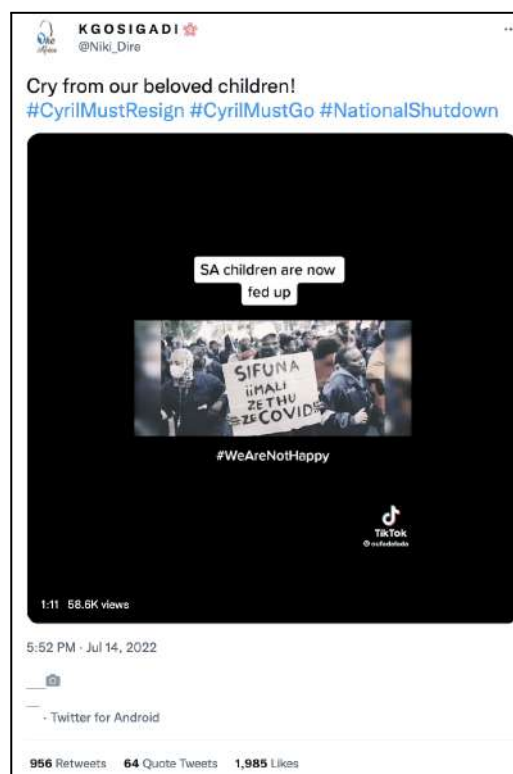 One
Africa
KGOSIGADI
@Niki_Dire
Cry from our beloved children!
#CyrilMustResign #CyrilMustGo #NationalShutdown
SA children are now
fed up
SIFUNA
iiMALI
ZETHU
ZECOVID
#WeAreNotHappy
TikTok
1:11 58.6K views
5:52 PM · Jul 14, 2022
· Twitter for Android
956 Retweets 64 Quote Tweets 1,985 Likes